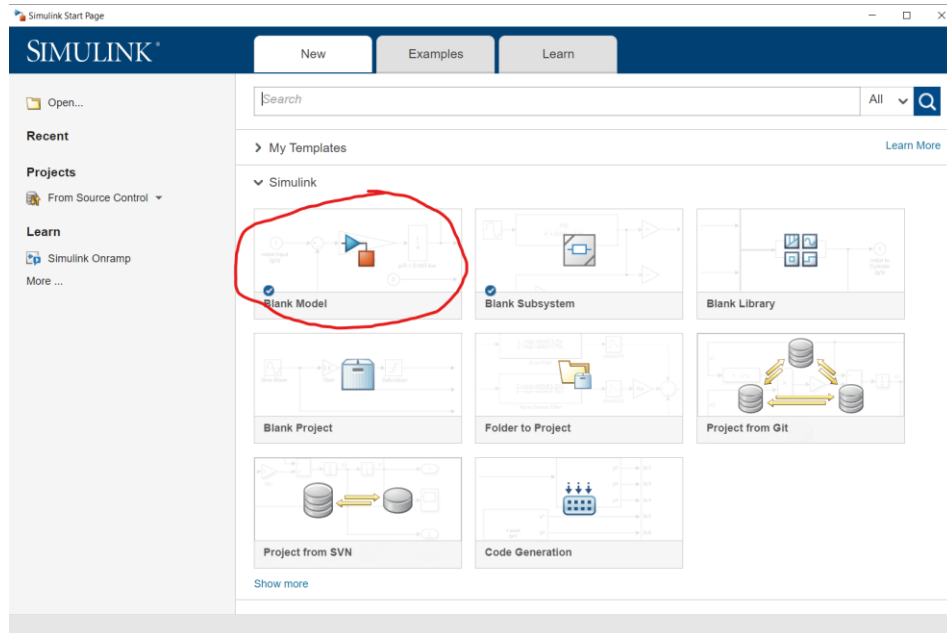 Simulink Start Page
SIMULINK®
New
Examples
Learn
Open...
Recent
Projects
From Source Control
Learn
Simulink Onramp
More ...
Search
All
My Templates
Learn More
Simulink
Blank Model
Blank Subsystem
Blank Library
Blank Project
Folder to Project
Project from Git
Project from SVN
Code Generation
Show more